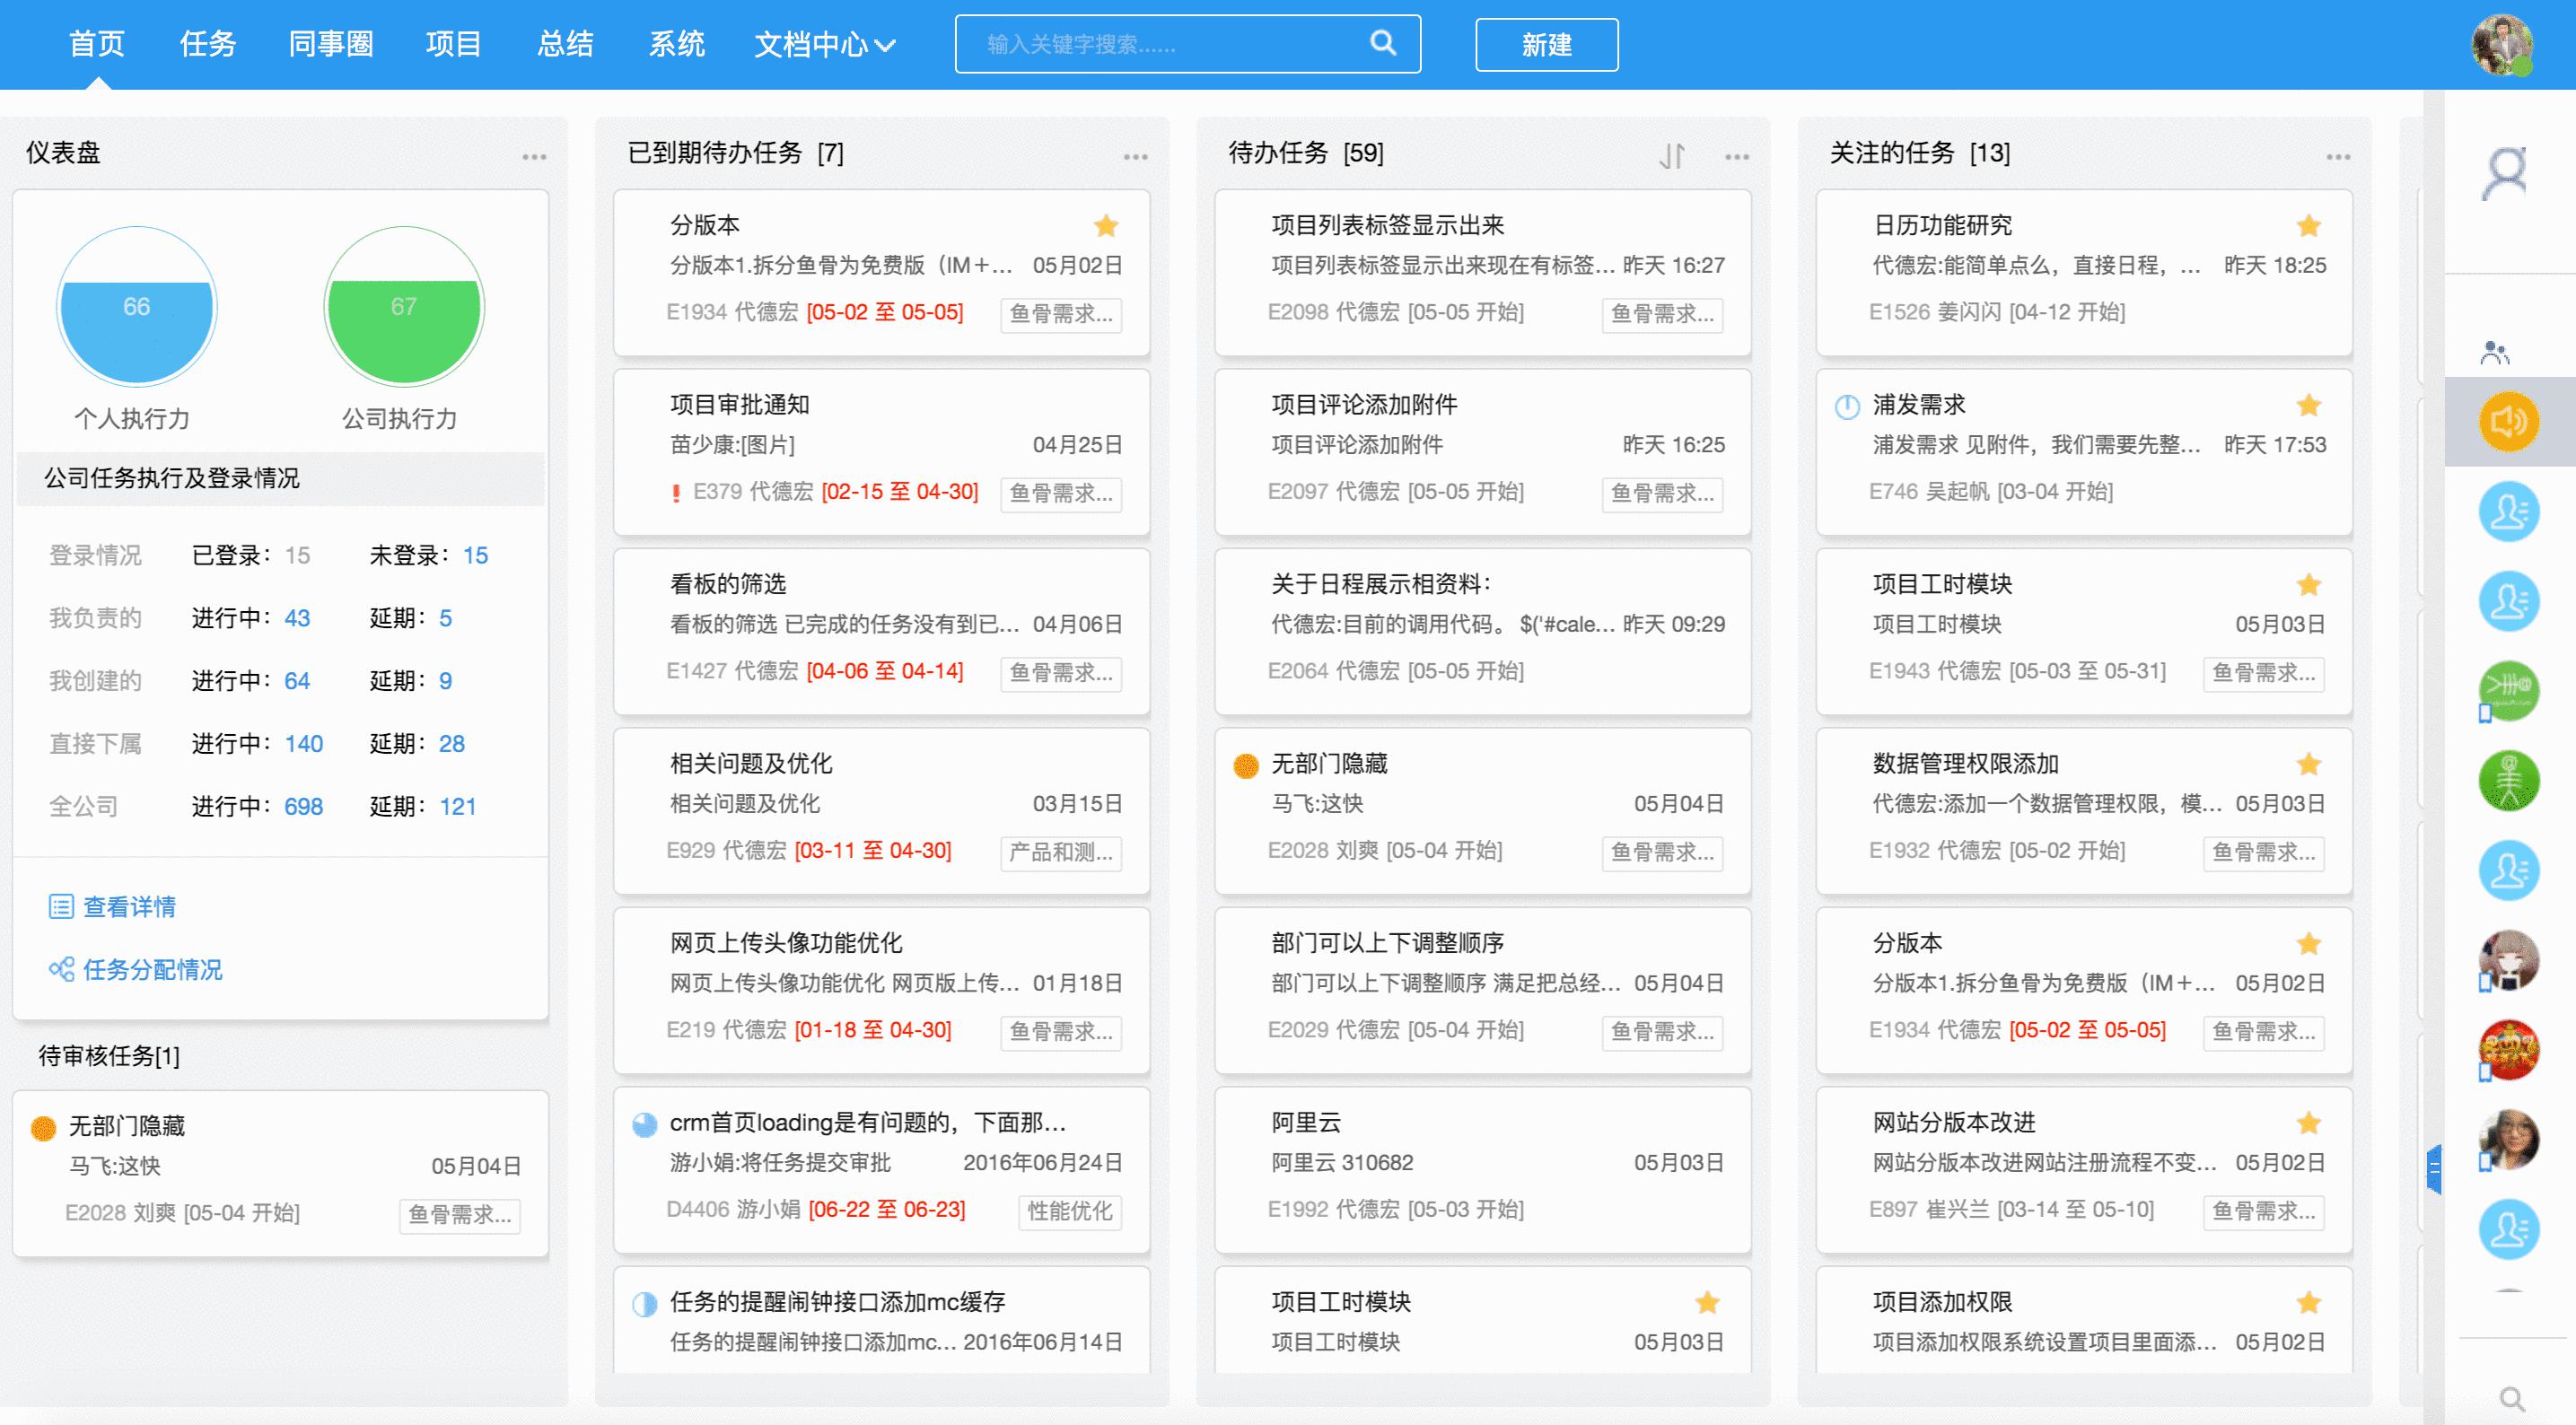 首页 任务 同事圈 项目 总结 系统 文档中心 输入关键字搜索...... 新建
仪表盘
66 67
个人执行力 公司执行力
公司任务执行及登录情况
登录情况 已登录：15 未登录：15
我负责的 进行中：43 延期：5
我创建的 进行中：64 延期：9
直接下属 进行中：140 延期：28
全公司 进行中：698 延期：121
查看详情
任务分配情况
待审核任务[1]
无部门隐藏
马飞:这快 05月04日
E2028 刘爽 [05-04 开始] 鱼骨需求...
已到期待办任务 [7]
分版本
分版本1.拆分鱼骨为免费版（IM＋... 05月02日
E1934 代德宏 [05-02 至 05-05] 鱼骨需求...
项目审批通知
苗少康:[图片] 04月25日
E379 代德宏 [02-15 至 04-30] 鱼骨需求...
看板的筛选
看板的筛选 已完成的任务没有到已... 04月06日
E1427 代德宏 [04-06 至 04-14] 鱼骨需求...
相关问题及优化
相关问题及优化 03月15日
E929 代德宏 [03-11 至 04-30] 产品和测...
网页上传头像功能优化
网页上传头像功能优化 网页版上传... 01月18日
E219 代德宏 [01-18 至 04-30] 鱼骨需求...
crm首页loading是有问题的，下面那...
游小娟:将任务提交审批 2016年06月24日
D4406 游小娟 [06-22 至 06-23] 性能优化
任务的提醒闹钟接口添加mc缓存
任务的提醒闹钟接口添加mc... 2016年06月14日
待办任务 [59]
项目列表标签显示出来
项目列表标签显示出来现在有标签... 昨天 16:27
E2098 代德宏 [05-05 开始] 鱼骨需求...
项目评论添加附件
项目评论添加附件 昨天 16:25
E2097 代德宏 [05-05 开始] 鱼骨需求...
关于日程展示相资料：
代德宏:目前的调用代码。 $('#cale... 昨天 09:29
E2064 代德宏 [05-05 开始]
无部门隐藏
马飞:这快 05月04日
E2028 刘爽 [05-04 开始] 鱼骨需求...
部门可以上下调整顺序
部门可以上下调整顺序 满足把总经... 05月04日
E2029 代德宏 [05-04 开始] 鱼骨需求...
阿里云
阿里云 310682 05月03日
E1992 代德宏 [05-03 开始]
项目工时模块
项目工时模块 05月03日
关注的任务 [13]
日历功能研究
代德宏:能简单点么，直接日程，... 昨天 18:25
E1526 姜闪闪 [04-12 开始]
浦发需求
浦发需求 见附件，我们需要先整... 昨天 17:53
E746 吴起帆 [03-04 开始]
项目工时模块
项目工时模块 05月03日
E1943 代德宏 [05-03 至 05-31] 鱼骨需求...
数据管理权限添加
代德宏:添加一个数据管理权限，模... 05月03日
E1932 代德宏 [05-02 开始] 鱼骨需求...
分版本
分版本1.拆分鱼骨为免费版（IM＋... 05月02日
E1934 代德宏 [05-02 至 05-05] 鱼骨需求...
网站分版本改进
网站分版本改进网站注册流程不变... 05月02日
E897 崔兴兰 [03-14 至 05-10] 鱼骨需求...
项目添加权限
项目添加权限系统设置项目里面添... 05月02日